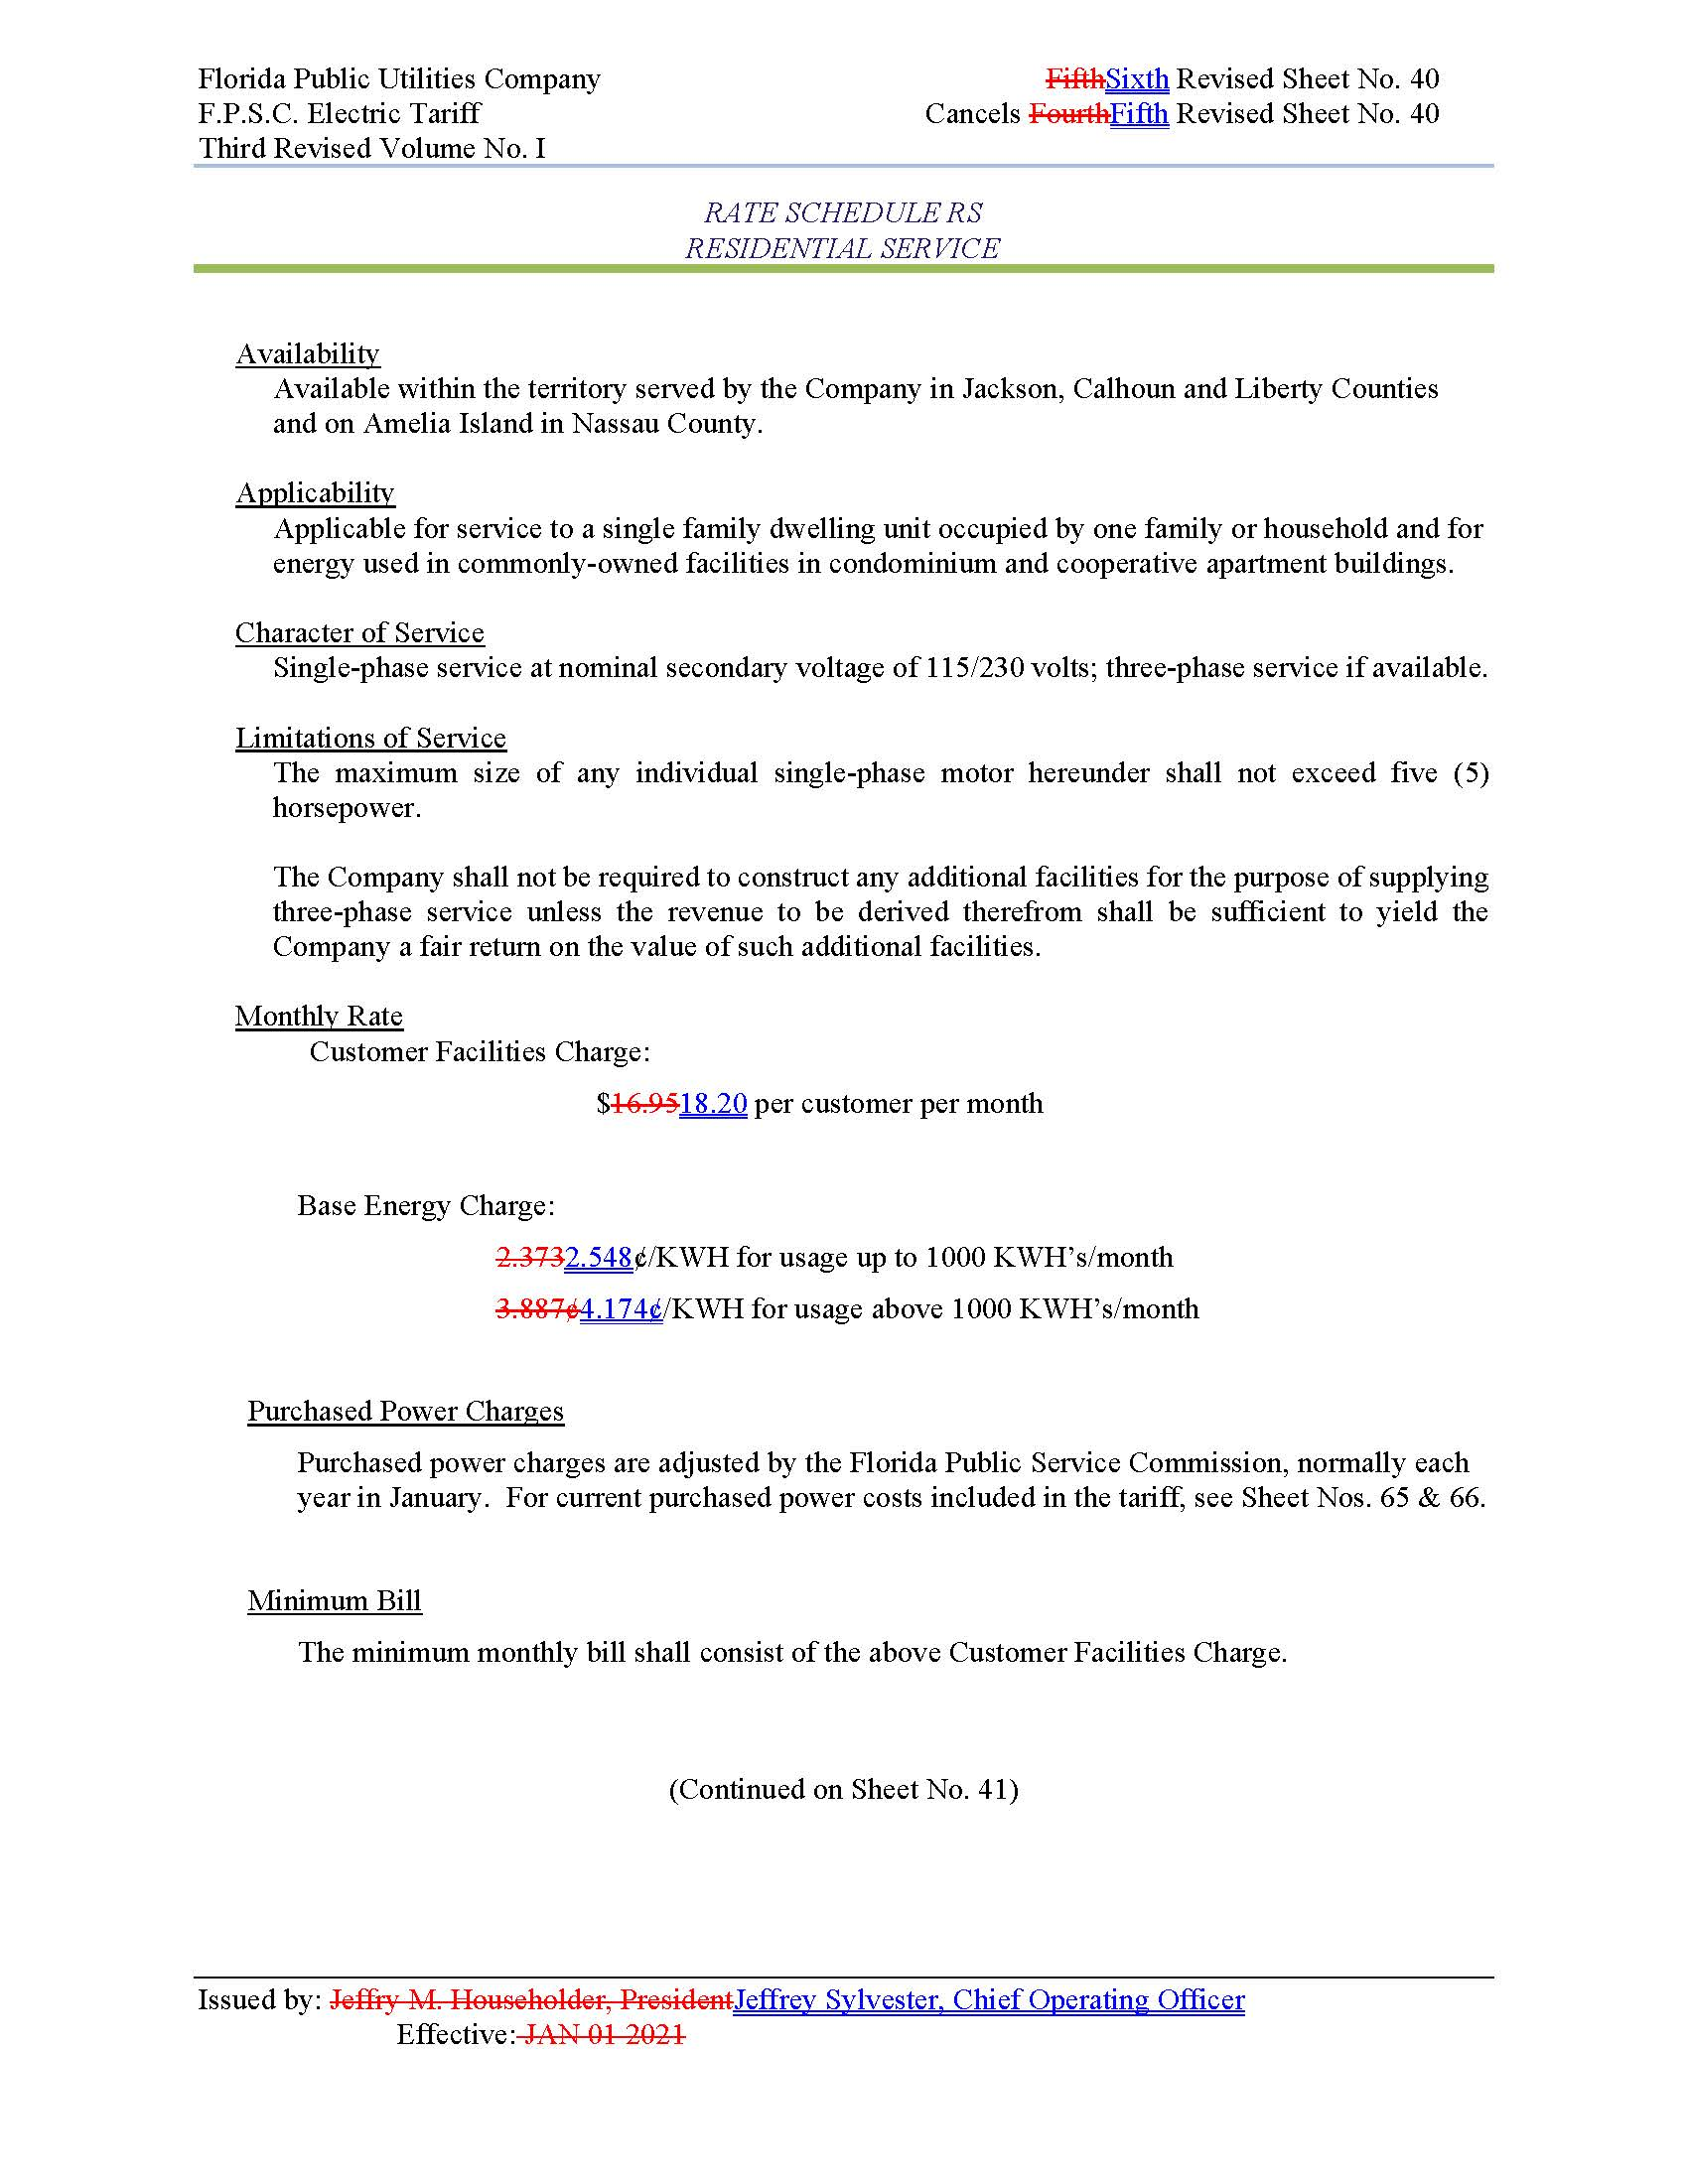 Florida Public Utilities Company
FifthSixth Revised Sheet No. 40
F.P.S.C. Electric Tariff
Cancels FourthFifth Revised Sheet No. 40
Third Revised Volume No. I
RATE SCHEDULE RS
RESIDENTIAL SERVICE
Availability
Available within the territory served by the Company in Jackson, Calhoun and Liberty Counties
and on Amelia Island in Nassau County.
Applicability
Applicable for service to a single family dwelling unit occupied by one family or household and for
energy used in commonly-owned facilities in condominium and cooperative apartment buildings.
Character of Service
Single-phase service at nominal secondary voltage of 115/230 volts; three-phase service if available.
Limitations of Service
The maximum size of any individual single-phase motor hereunder shall not exceed five (5)
horsepower.
The Company shall not be required to construct any additional facilities for the purpose of supplying
three-phase service unless the revenue to be derived therefrom shall be sufficient to yield the
Company a fair return on the value of such additional facilities.
Monthly Rate
Customer Facilities Charge:
$16.9518.20 per customer per month
Base Energy Charge:
2.3732.548¢/KWH for usage up to 1000 KWH’s/month
3.887¢4.174¢/KWH for usage above 1000 KWH’s/month
Purchased Power Charges
Purchased power charges are adjusted by the Florida Public Service Commission, normally each
year in January. For current purchased power costs included in the tariff, see Sheet Nos. 65 & 66.
Minimum Bill
The minimum monthly bill shall consist of the above Customer Facilities Charge.
(Continued on Sheet No. 41)
Issued by: Jeffry M. Householder, PresidentJeffrey Sylvester, Chief Operating Officer
Effective: JAN 01 2021